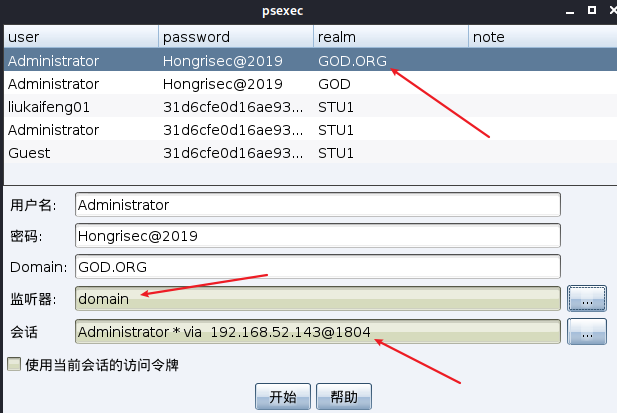 psexec
user password realm note
Administrator Hongrisec@2019 GOD.ORG
Administrator Hongrisec@2019 GOD
liukaifeng01 31d6cfe0d16ae93... STU1
Administrator 31d6cfe0d16ae93... STU1
Guest 31d6cfe0d16ae93... STU1
用户名: Administrator
密码: Hongrisec@2019
Domain: GOD.ORG
监听器: domain ...
会话 Administrator * via 192.168.52.143@1804 ...
使用当前会话的访问令牌
开始 帮助